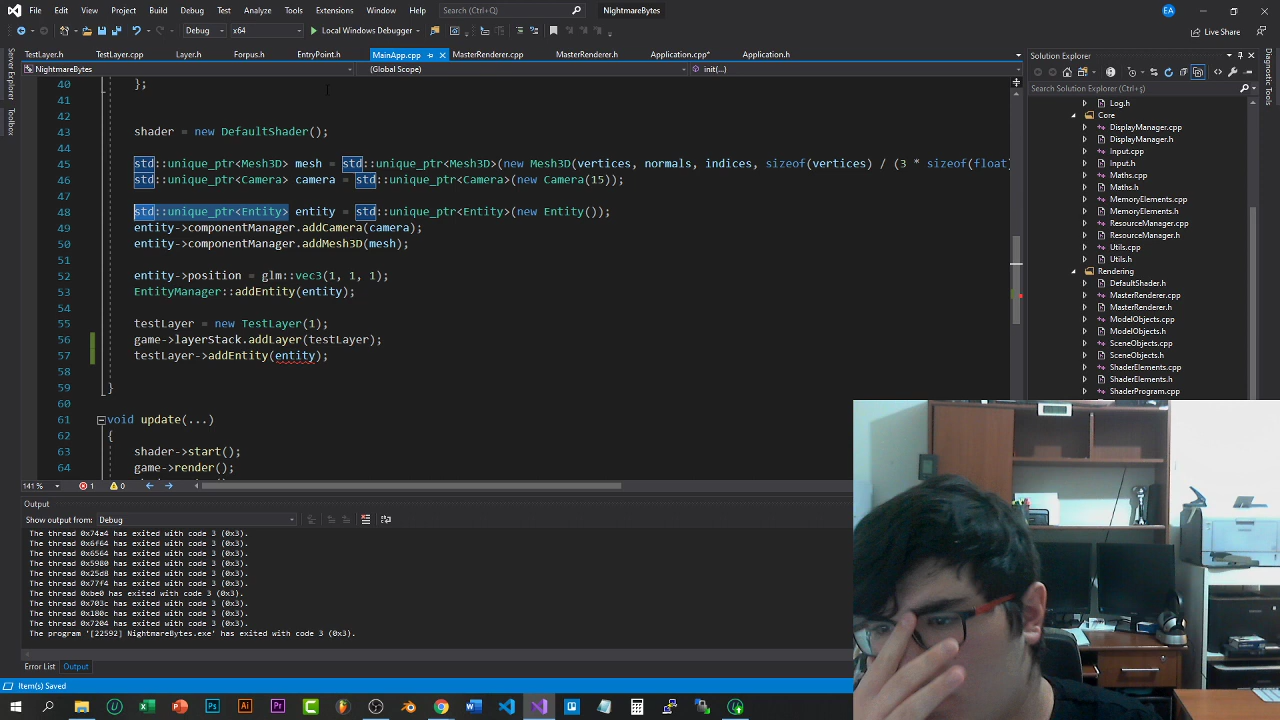 File Edit View Project Build Debug Test Analyze Tools Extensions Window Help Search (Ctrl+Q) NightmareBytes EA
Debug x64 Local Windows Debugger Live Share
TestLayer.h TestLayer.cpp Layer.h Forpus.h EntryPoint.h MainApp.cpp MasterRenderer.cpp MasterRenderer.h Application.cpp* Application.h
NightmareBytes (Global Scope) init(...)
Server Explorer
Toolbox
40 };
41
42
43 shader = new DefaultShader();
44
45 std::unique_ptr<Mesh3D> mesh = std::unique_ptr<Mesh3D>(new Mesh3D(vertices, normals, indices, sizeof(vertices) / (3 * sizeof(float)
46 std::unique_ptr<Camera> camera = std::unique_ptr<Camera>(new Camera(15));
47
48 std::unique_ptr<Entity> entity = std::unique_ptr<Entity>(new Entity());
49 entity->componentManager.addCamera(camera);
50 entity->componentManager.addMesh3D(mesh);
51
52 entity->position = glm::vec3(1, 1, 1);
53 EntityManager::addEntity(entity);
54
55 testLayer = new TestLayer(1);
56 game->layerStack.addLayer(testLayer);
57 testLayer->addEntity(entity);
58
59 }
60
61 void update(...)
62 {
63 shader->start();
64 game->render();
141 % 1 0
Output
Show output from: Debug
The thread 0x74a4 has exited with code 3 (0x3).
The thread 0x6f64 has exited with code 3 (0x3).
The thread 0x6564 has exited with code 3 (0x3).
The thread 0x5980 has exited with code 3 (0x3).
The thread 0x25d8 has exited with code 3 (0x3).
The thread 0x77f4 has exited with code 3 (0x3).
The thread 0xbe0 has exited with code 3 (0x3).
The thread 0x703c has exited with code 3 (0x3).
The thread 0x180c has exited with code 3 (0x3).
The thread 0x7204 has exited with code 3 (0x3).
The program '[22592] NightmareBytes.exe' has exited with code 3 (0x3).
Error List Output
Item(s) Saved
Solution Explorer
Search Solution Explorer (Ctrl+ş)
Log.h
Core
DisplayManager.cpp
DisplayManager.h
Input.cpp
Input.h
Maths.cpp
Maths.h
MemoryElements.cpp
MemoryElements.h
ResourceManager.cpp
ResourceManager.h
Utils.cpp
Utils.h
Rendering
DefaultShader.h
MasterRenderer.cpp
MasterRenderer.h
ModelObjects.cpp
ModelObjects.h
SceneObjects.cpp
SceneObjects.h
ShaderElements.cpp
ShaderElements.h
ShaderProgram.cpp
Diagnostic Tools